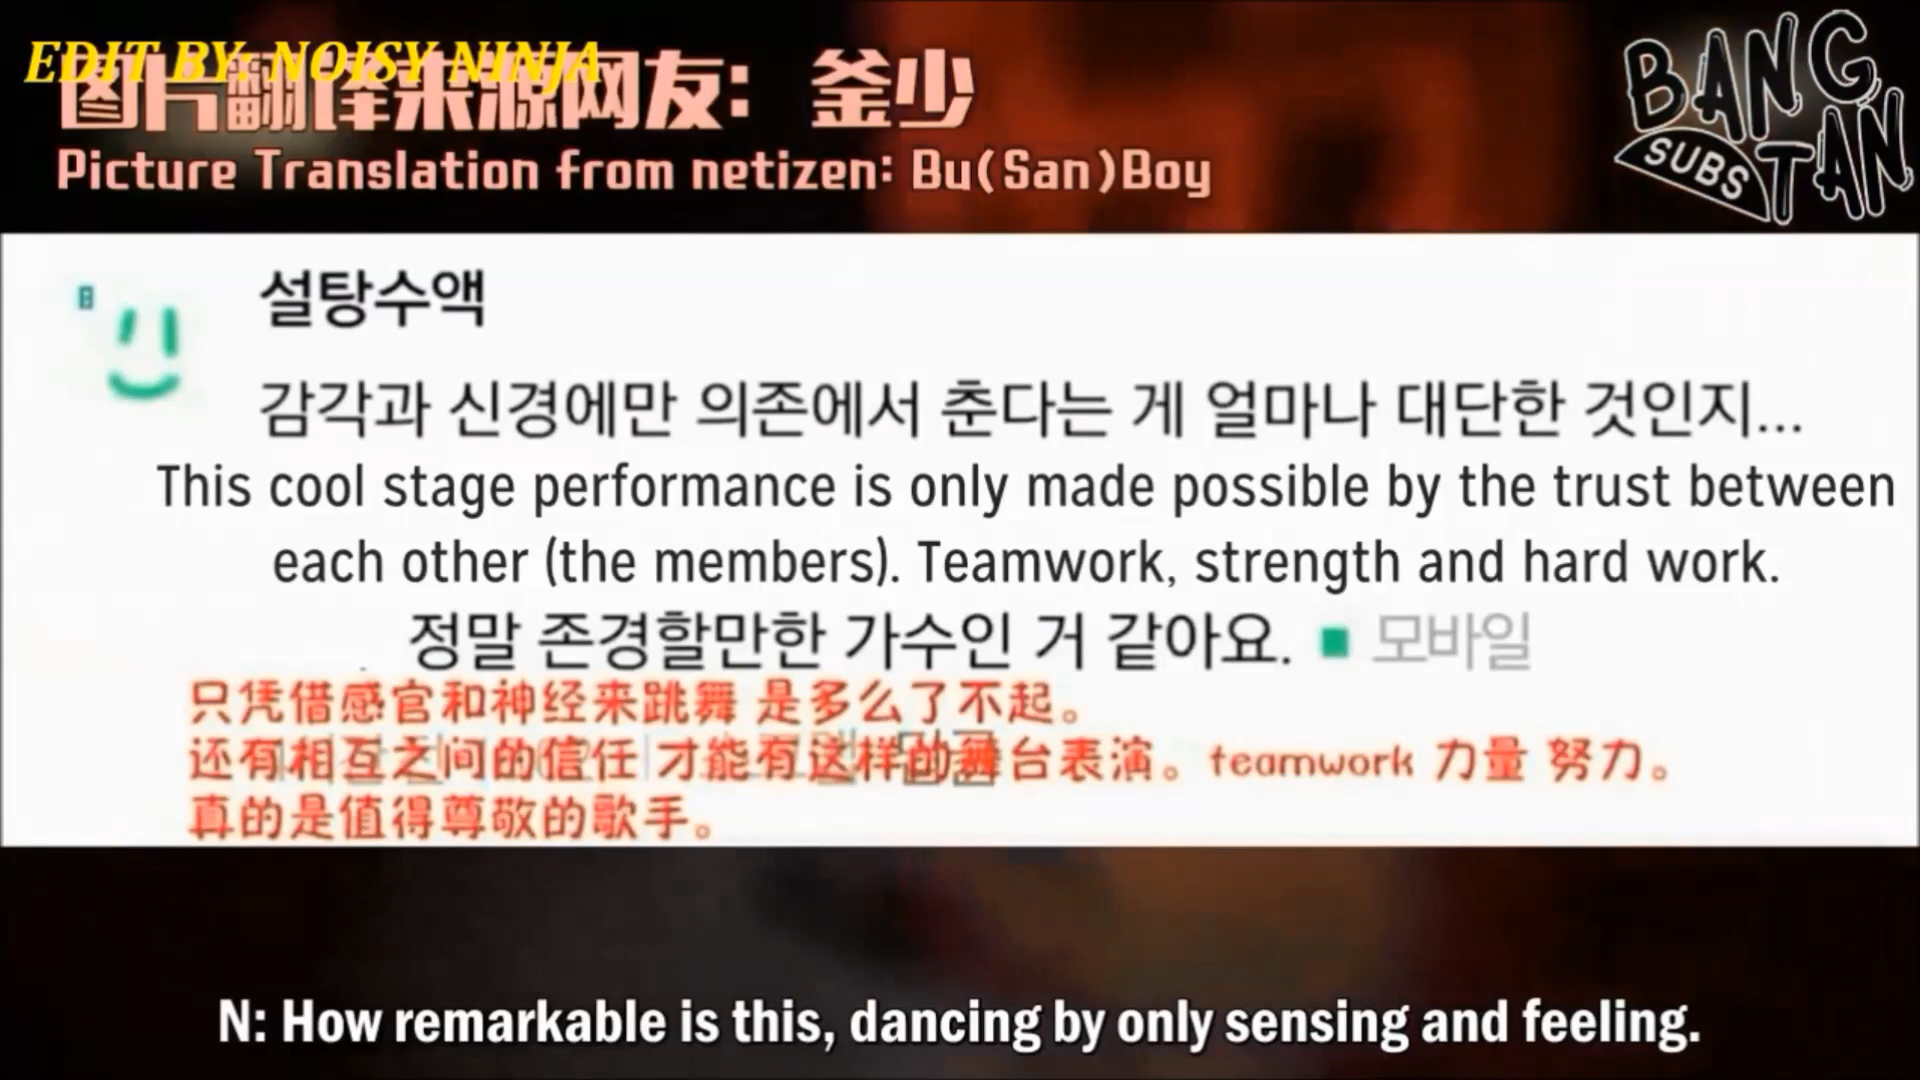 EDIT BY: NOISY NINJA
图片翻译来源网友：釜少
Picture Translation from netizen: Bu(San)Boy
BANG
TAN
SUBS
설탕수액
감각과 신경에만 의존에서 춘다는 게 얼마나 대단한 것인지...
This cool stage performance is only made possible by the trust between
each other (the members). Teamwork, strength and hard work.
정말 존경할만한 가수인 거 같아요. 모바일
只凭借感官和神经来跳舞 是多么了不起。
还有相互之间的信任 才能有这样的舞台表演。teamwork 力量 努力。
真的是值得尊敬的歌手。
N: How remarkable is this, dancing by only sensing and feeling.